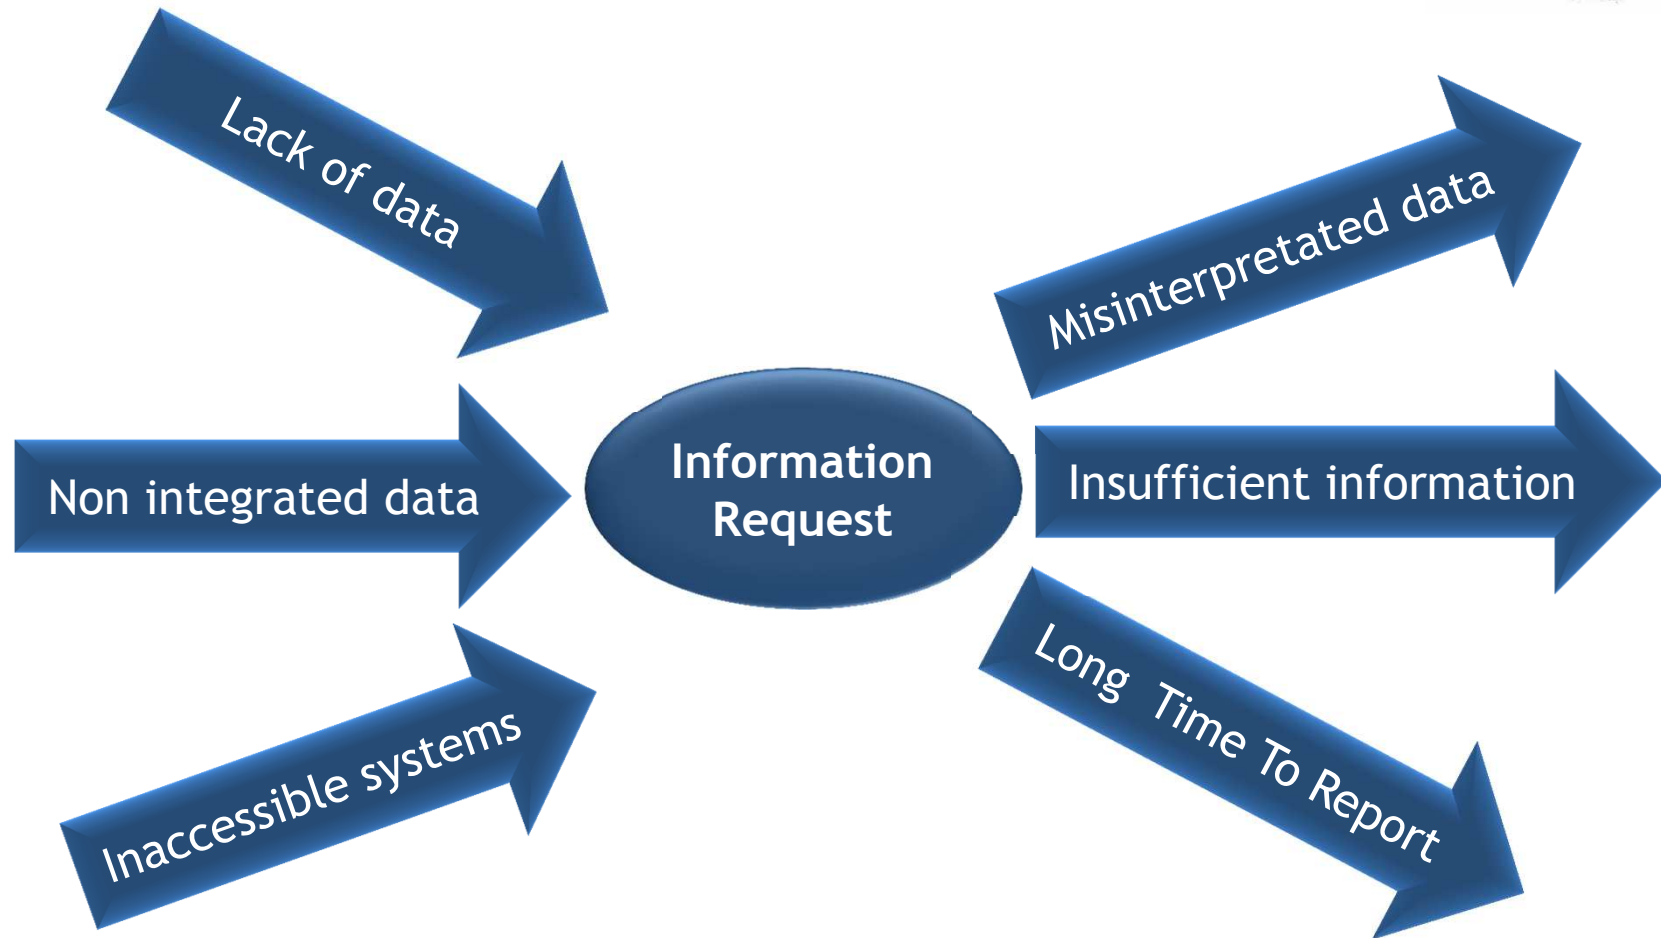 Lack of data
Misinterpretated data
Non integrated data
Information
Request
Insufficient information
Inaccessible systems
Long Time To Report